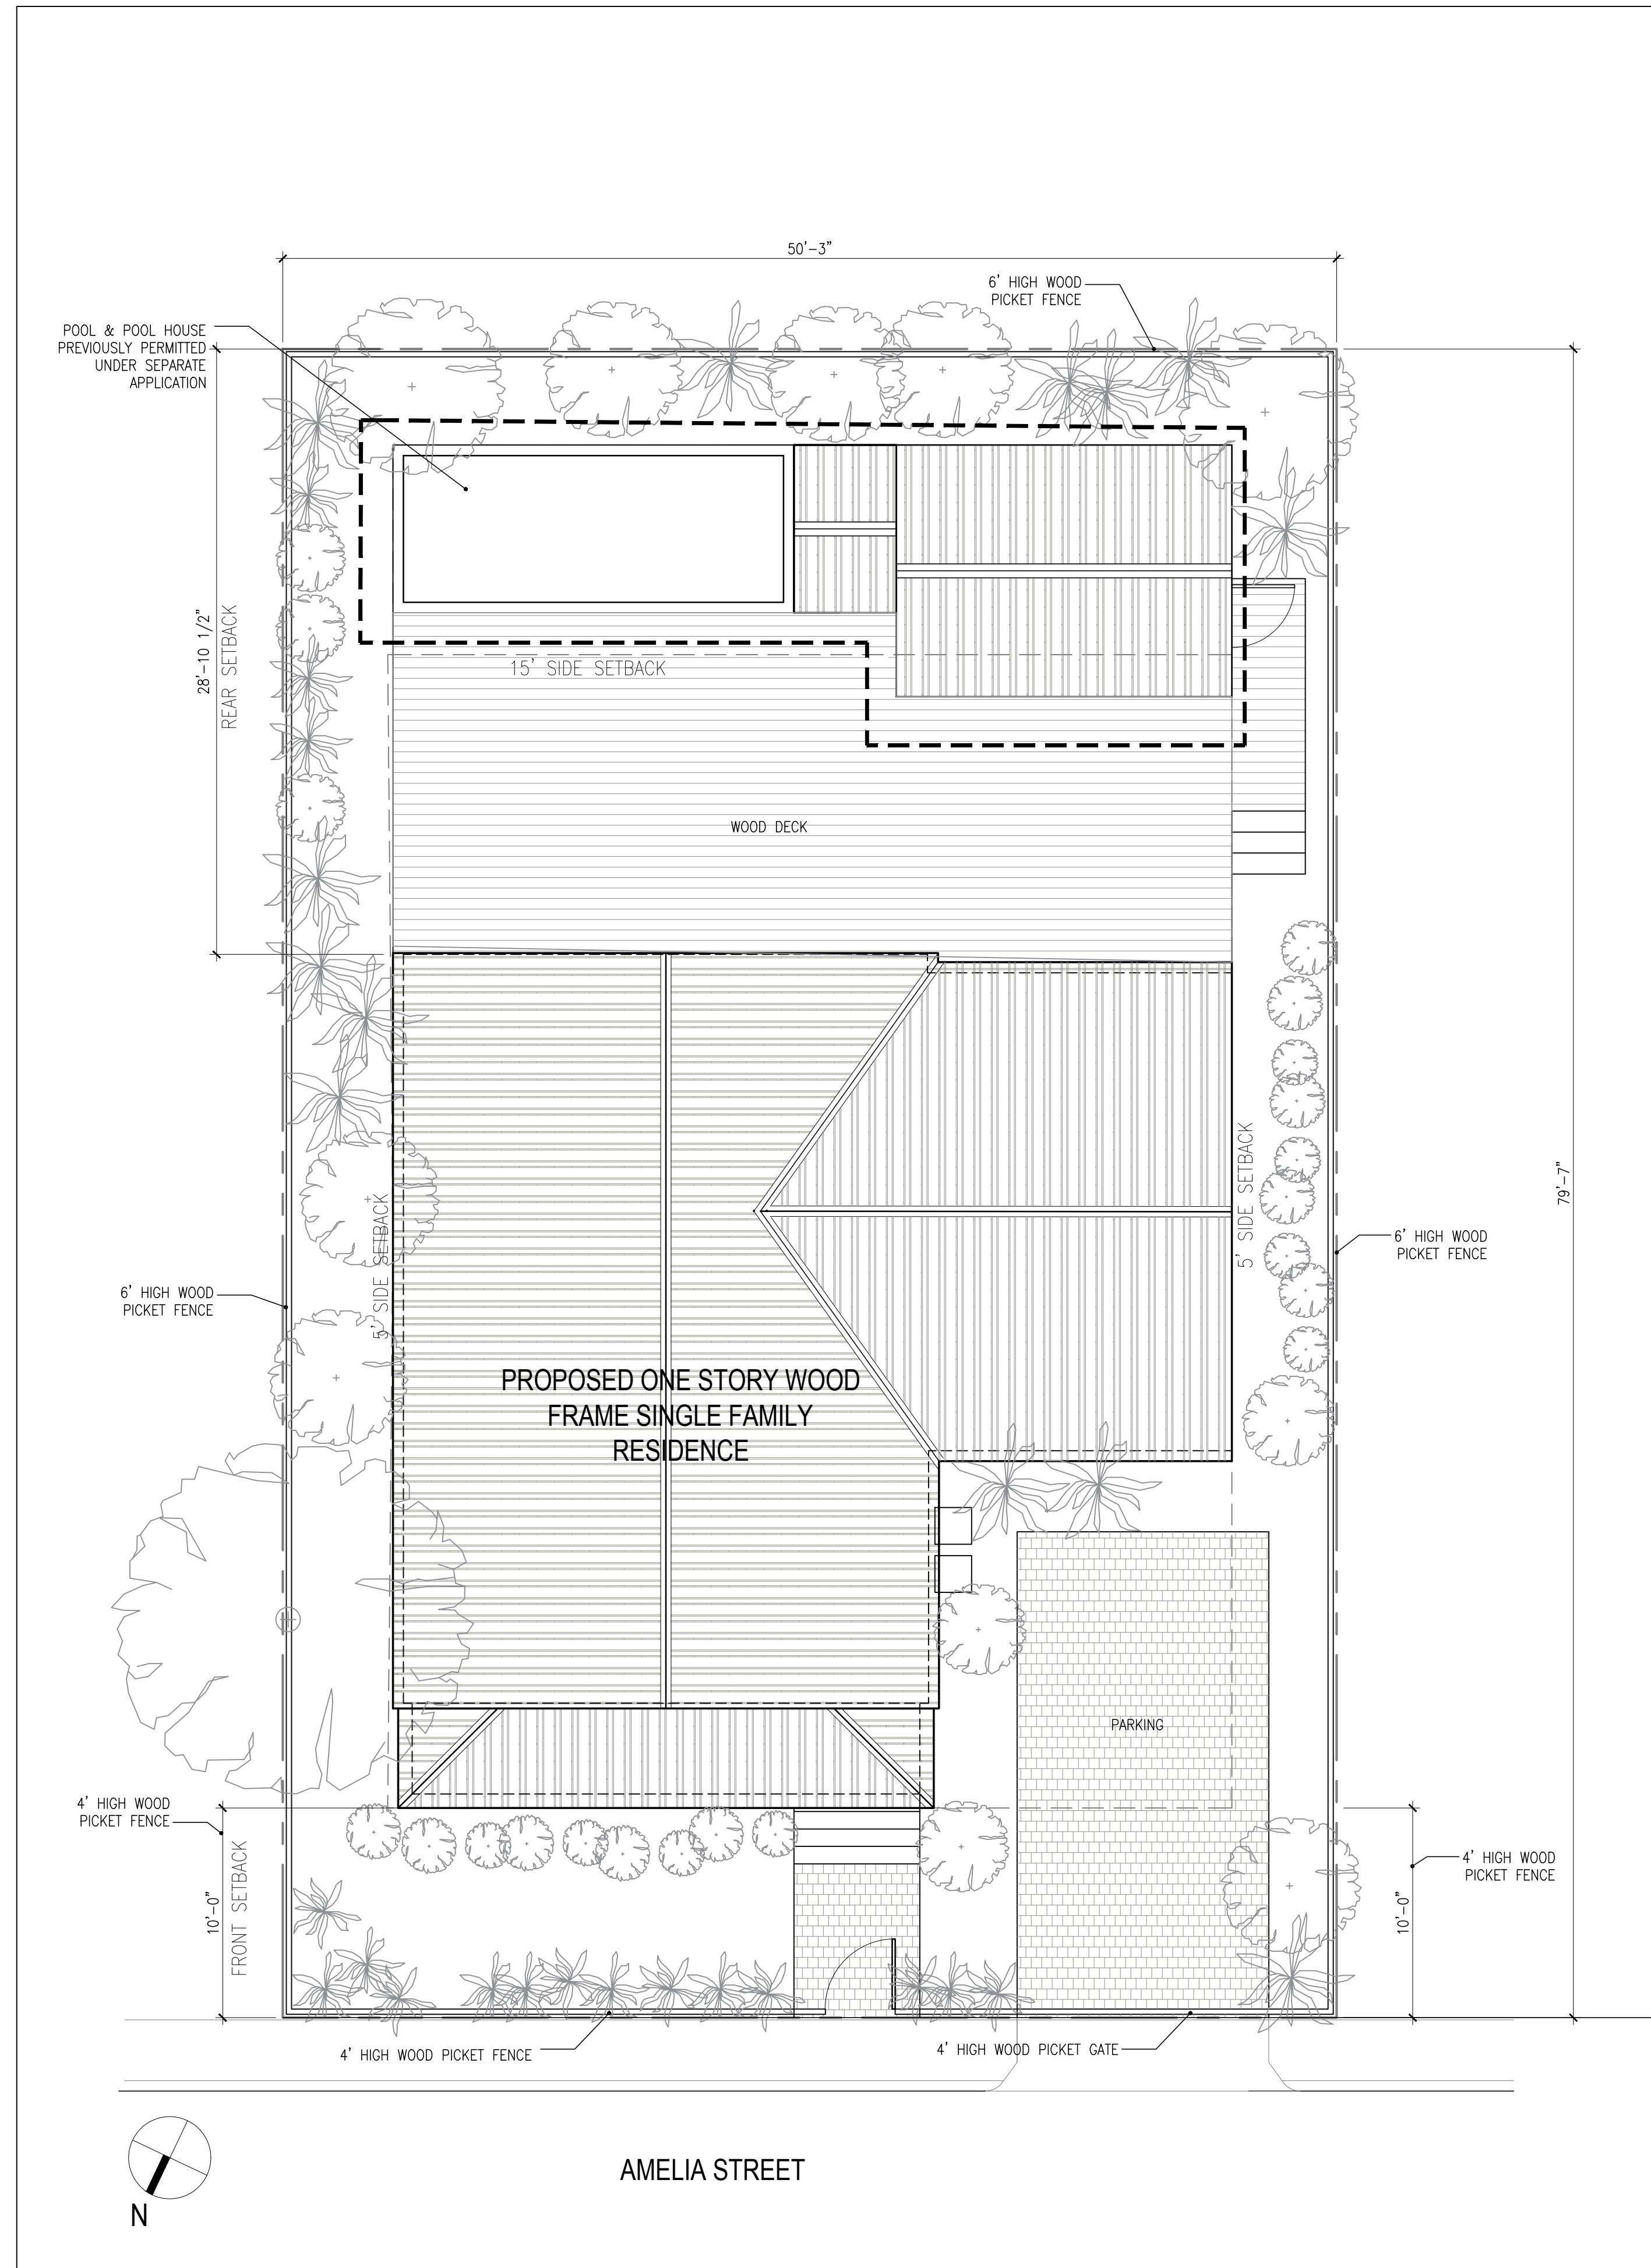 50'-3"
6' HIGH WOOD
PICKET FENCE
POOL & POOL HOUSE
PREVIOUSLY PERMITTED
UNDER SEPARATE
APPLICATION
28'-10 1/2"
REAR SETBACK
15' SIDE SETBACK
WOOD DECK
5' SIDE SETBACK
5' SIDE SETBACK
79'-7"
6' HIGH WOOD
PICKET FENCE
6' HIGH WOOD
PICKET FENCE
PROPOSED ONE STORY WOOD
FRAME SINGLE FAMILY
RESIDENCE
PARKING
4' HIGH WOOD
PICKET FENCE
10'-0"
FRONT SETBACK
10'-0"
4' HIGH WOOD
PICKET FENCE
4' HIGH WOOD PICKET FENCE
4' HIGH WOOD PICKET GATE
N
AMELIA STREET